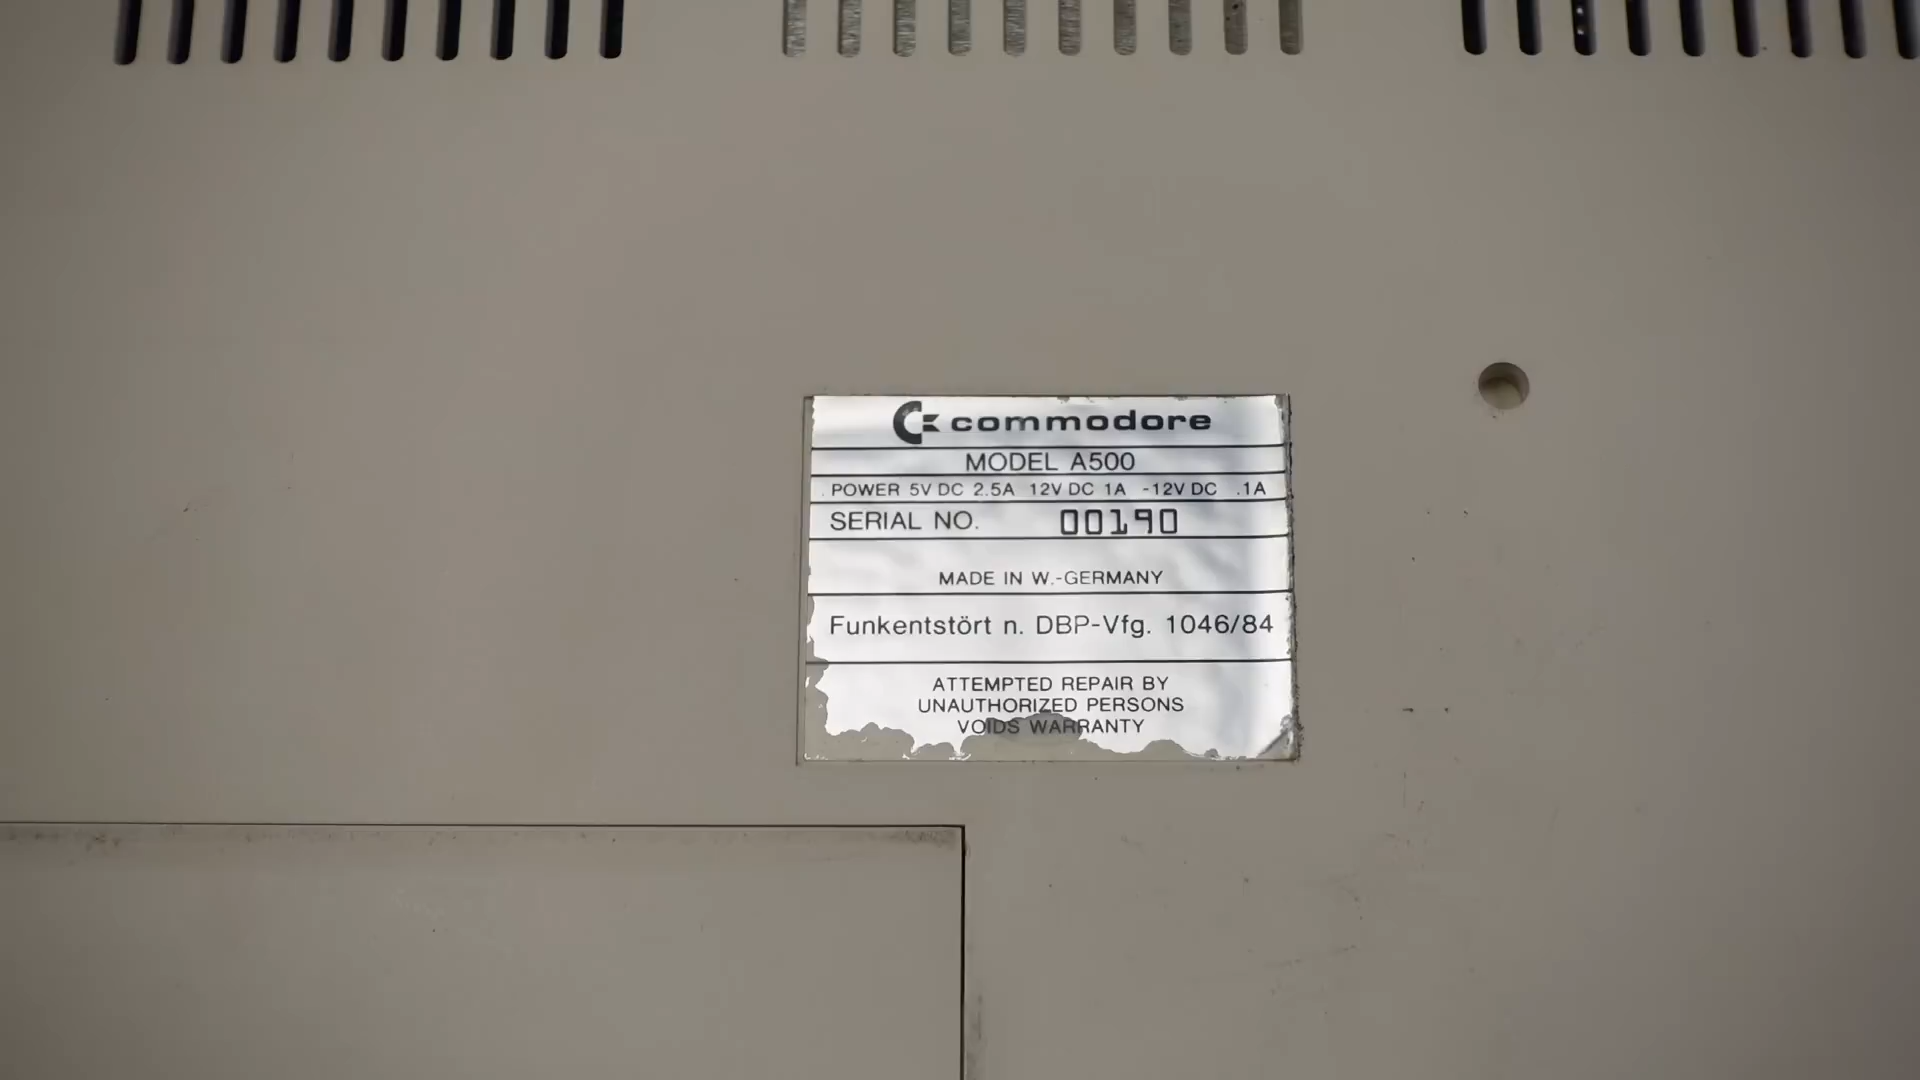 commodore
MODEL A500
POWER 5V DC 2.5A 12V DC 1A -12V DC .1A
SERIAL NO. 00190
MADE IN W.-GERMANY
Funkentstört n. DBP-Vfg. 1046/84
ATTEMPTED REPAIR BY
UNAUTHORIZED PERSONS
VOIDS WARRANTY